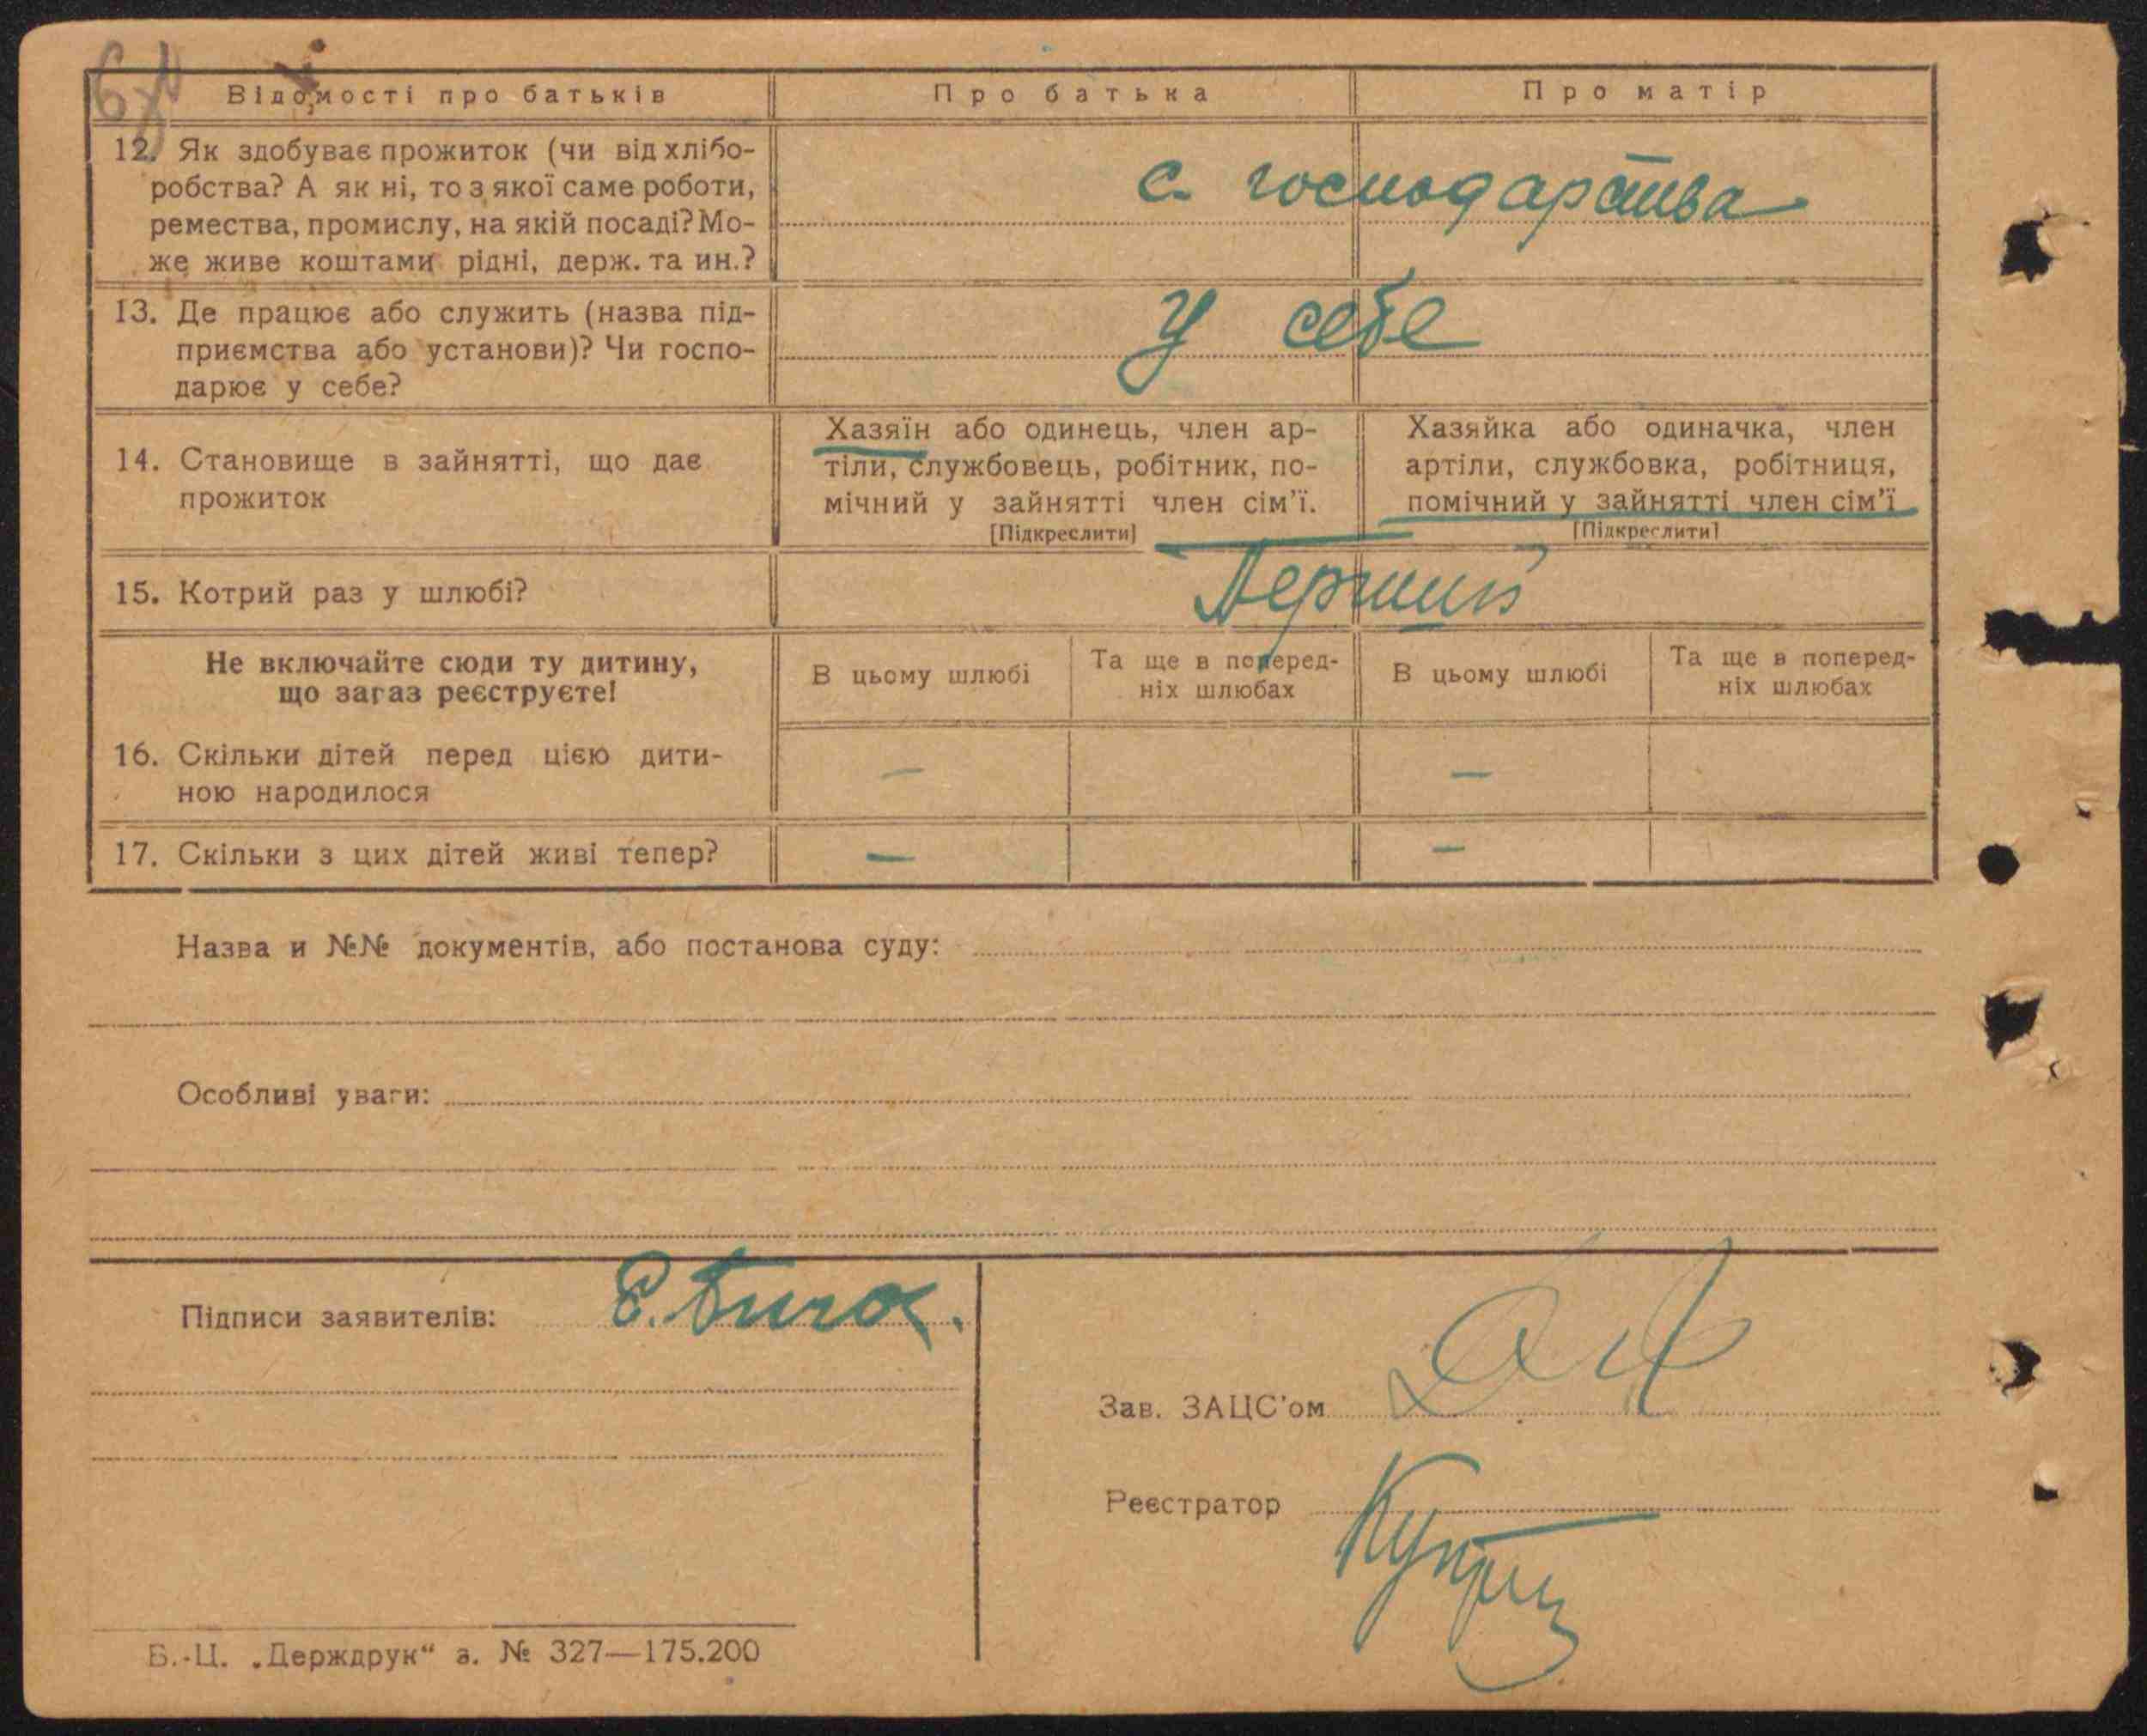 Відомості про батьків Про батька Про матір
12. Як здобуває прожиток (чи від хлібо-
робства? А як ні, то з якої саме роботи,
ремества, промислу, на якій посаді? Мо-
же живе коштами рідні, держ. та ин.?
с. господарства
13. Де працює або служить (назва під-
приємства або установи)? Чи госпо-
дарює у себе?
У себе
14. Становище в зайнятті, що дає
прожиток
Хазяїн або одинець, член ар-
тіли, службовець, робітник, по-
мічний у зайнятті член сім'ї.
[Підкреслити]
Хазяйка або одиначка, член
артіли, службовка, робітниця,
помічний у зайнятті член сім'ї
[Підкреслити]
15. Котрий раз у шлюбі?
Перший
Не включайте сюди ту дитину,
що зараз реєструєте!
В цьому шлюбі
Та ще в поперед-
ніх шлюбах
В цьому шлюбі
Та ще в поперед-
ніх шлюбах
16. Скільки дітей перед цією дити-
ною народилося
— —
17. Скільки з цих дітей живі тепер?
— —
Назва и №№ документів, або постанова суду:
Особливі уваги:
Підписи заявителів:
Зав. ЗАЦС'ом
Реєстратор
Б.-Ц. „Держдрук“ з. № 327—175.200